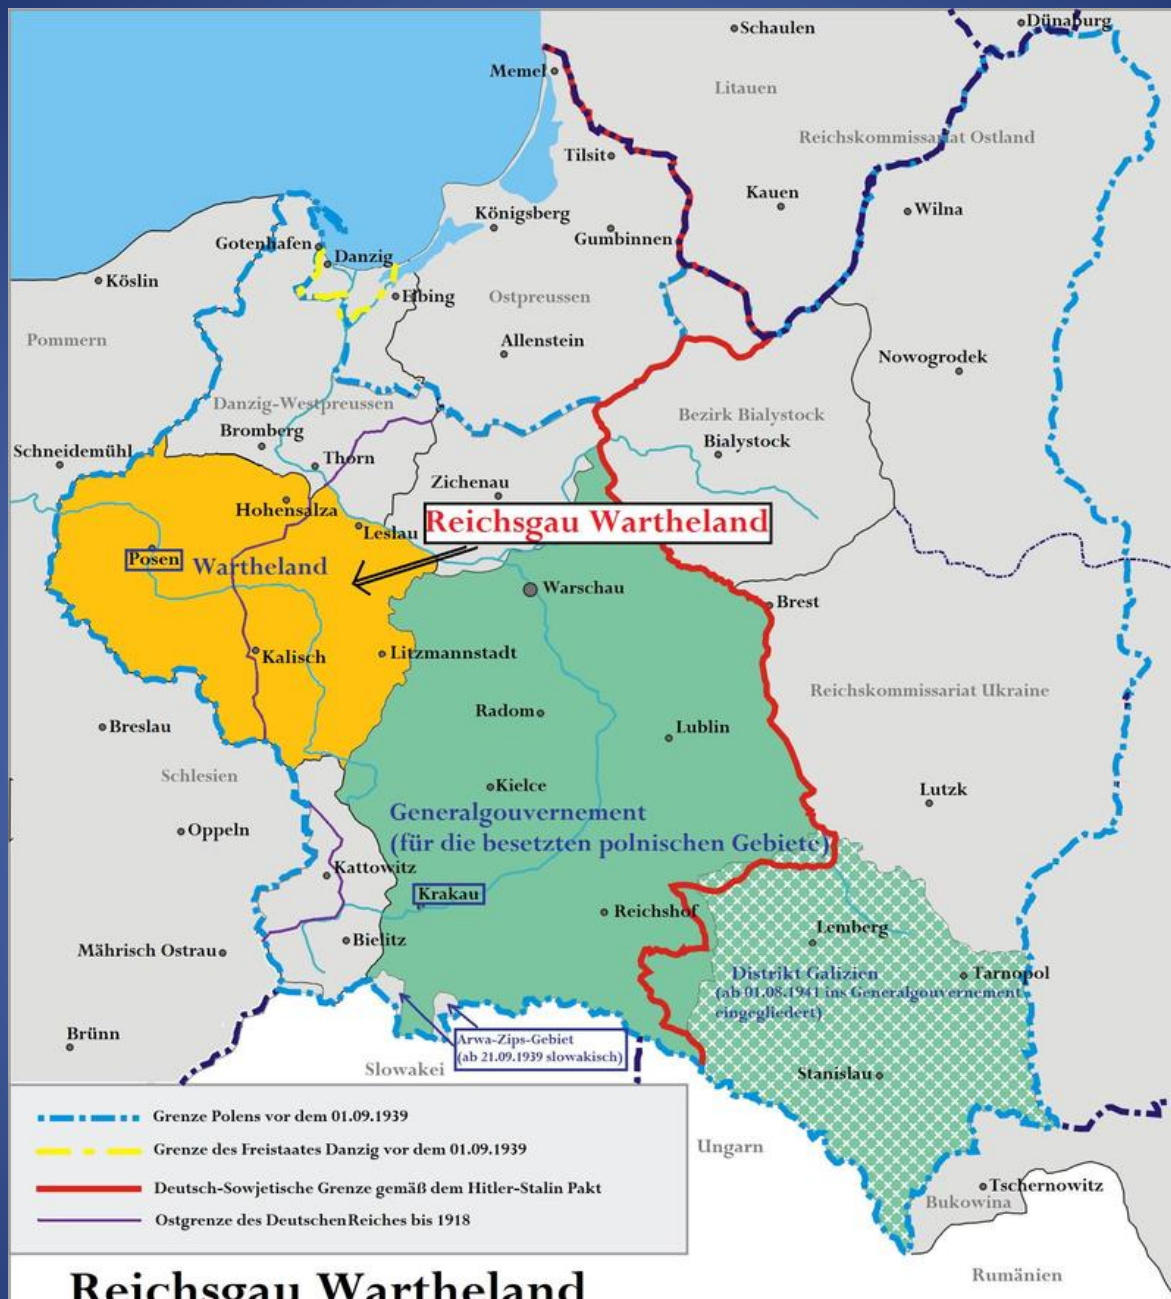 Schaulen
Dünaburg
Memel
Litauen
Reichskommissariat Ostland
Tilsit
Kauen
Wilna
Königsberg
Gumbinnen
Gotenhafen
Danzig
Köslin
Elbing
Ostpreussen
Pommern
Allenstein
Nowogrodek
Danzig-Westpreussen
Bezirk Bialystock
Bromberg
Bialystock
Schneidemühl
Thorn
Zichenau
Hohensalza
Reichsgau Wartheland
Leslau
Posen
Wartheland
Warschau
Brest
Kalisch
Litzmannstadt
Reichskommissariat Ukraine
Radom
Lublin
Breslau
Schlesien
Kielce
Lutzk
Generalgouvernement
(für die besetzten polnischen Gebiete)
Oppeln
Kattowitz
Krakau
Reichshof
Lemberg
Bielitz
Mährisch Ostrau
Distrikt Galizien
(ab 01.08.1941 ins Generalgouvernement
eingegliedert)
Tarnopol
Brünn
Arwa-Zips-Gebiet
(ab 21.09.1939 slowakisch)
Slowakei
Stanislau
Grenze Polens vor dem 01.09.1939
Grenze des Freistaates Danzig vor dem 01.09.1939
Deutsch-Sowjetische Grenze gemäß dem Hitler-Stalin Pakt
Ostgrenze des DeutschenReiches bis 1918
Ungarn
Tschernowitz
Bukowina
Rumänien
Reichsgau Wartheland